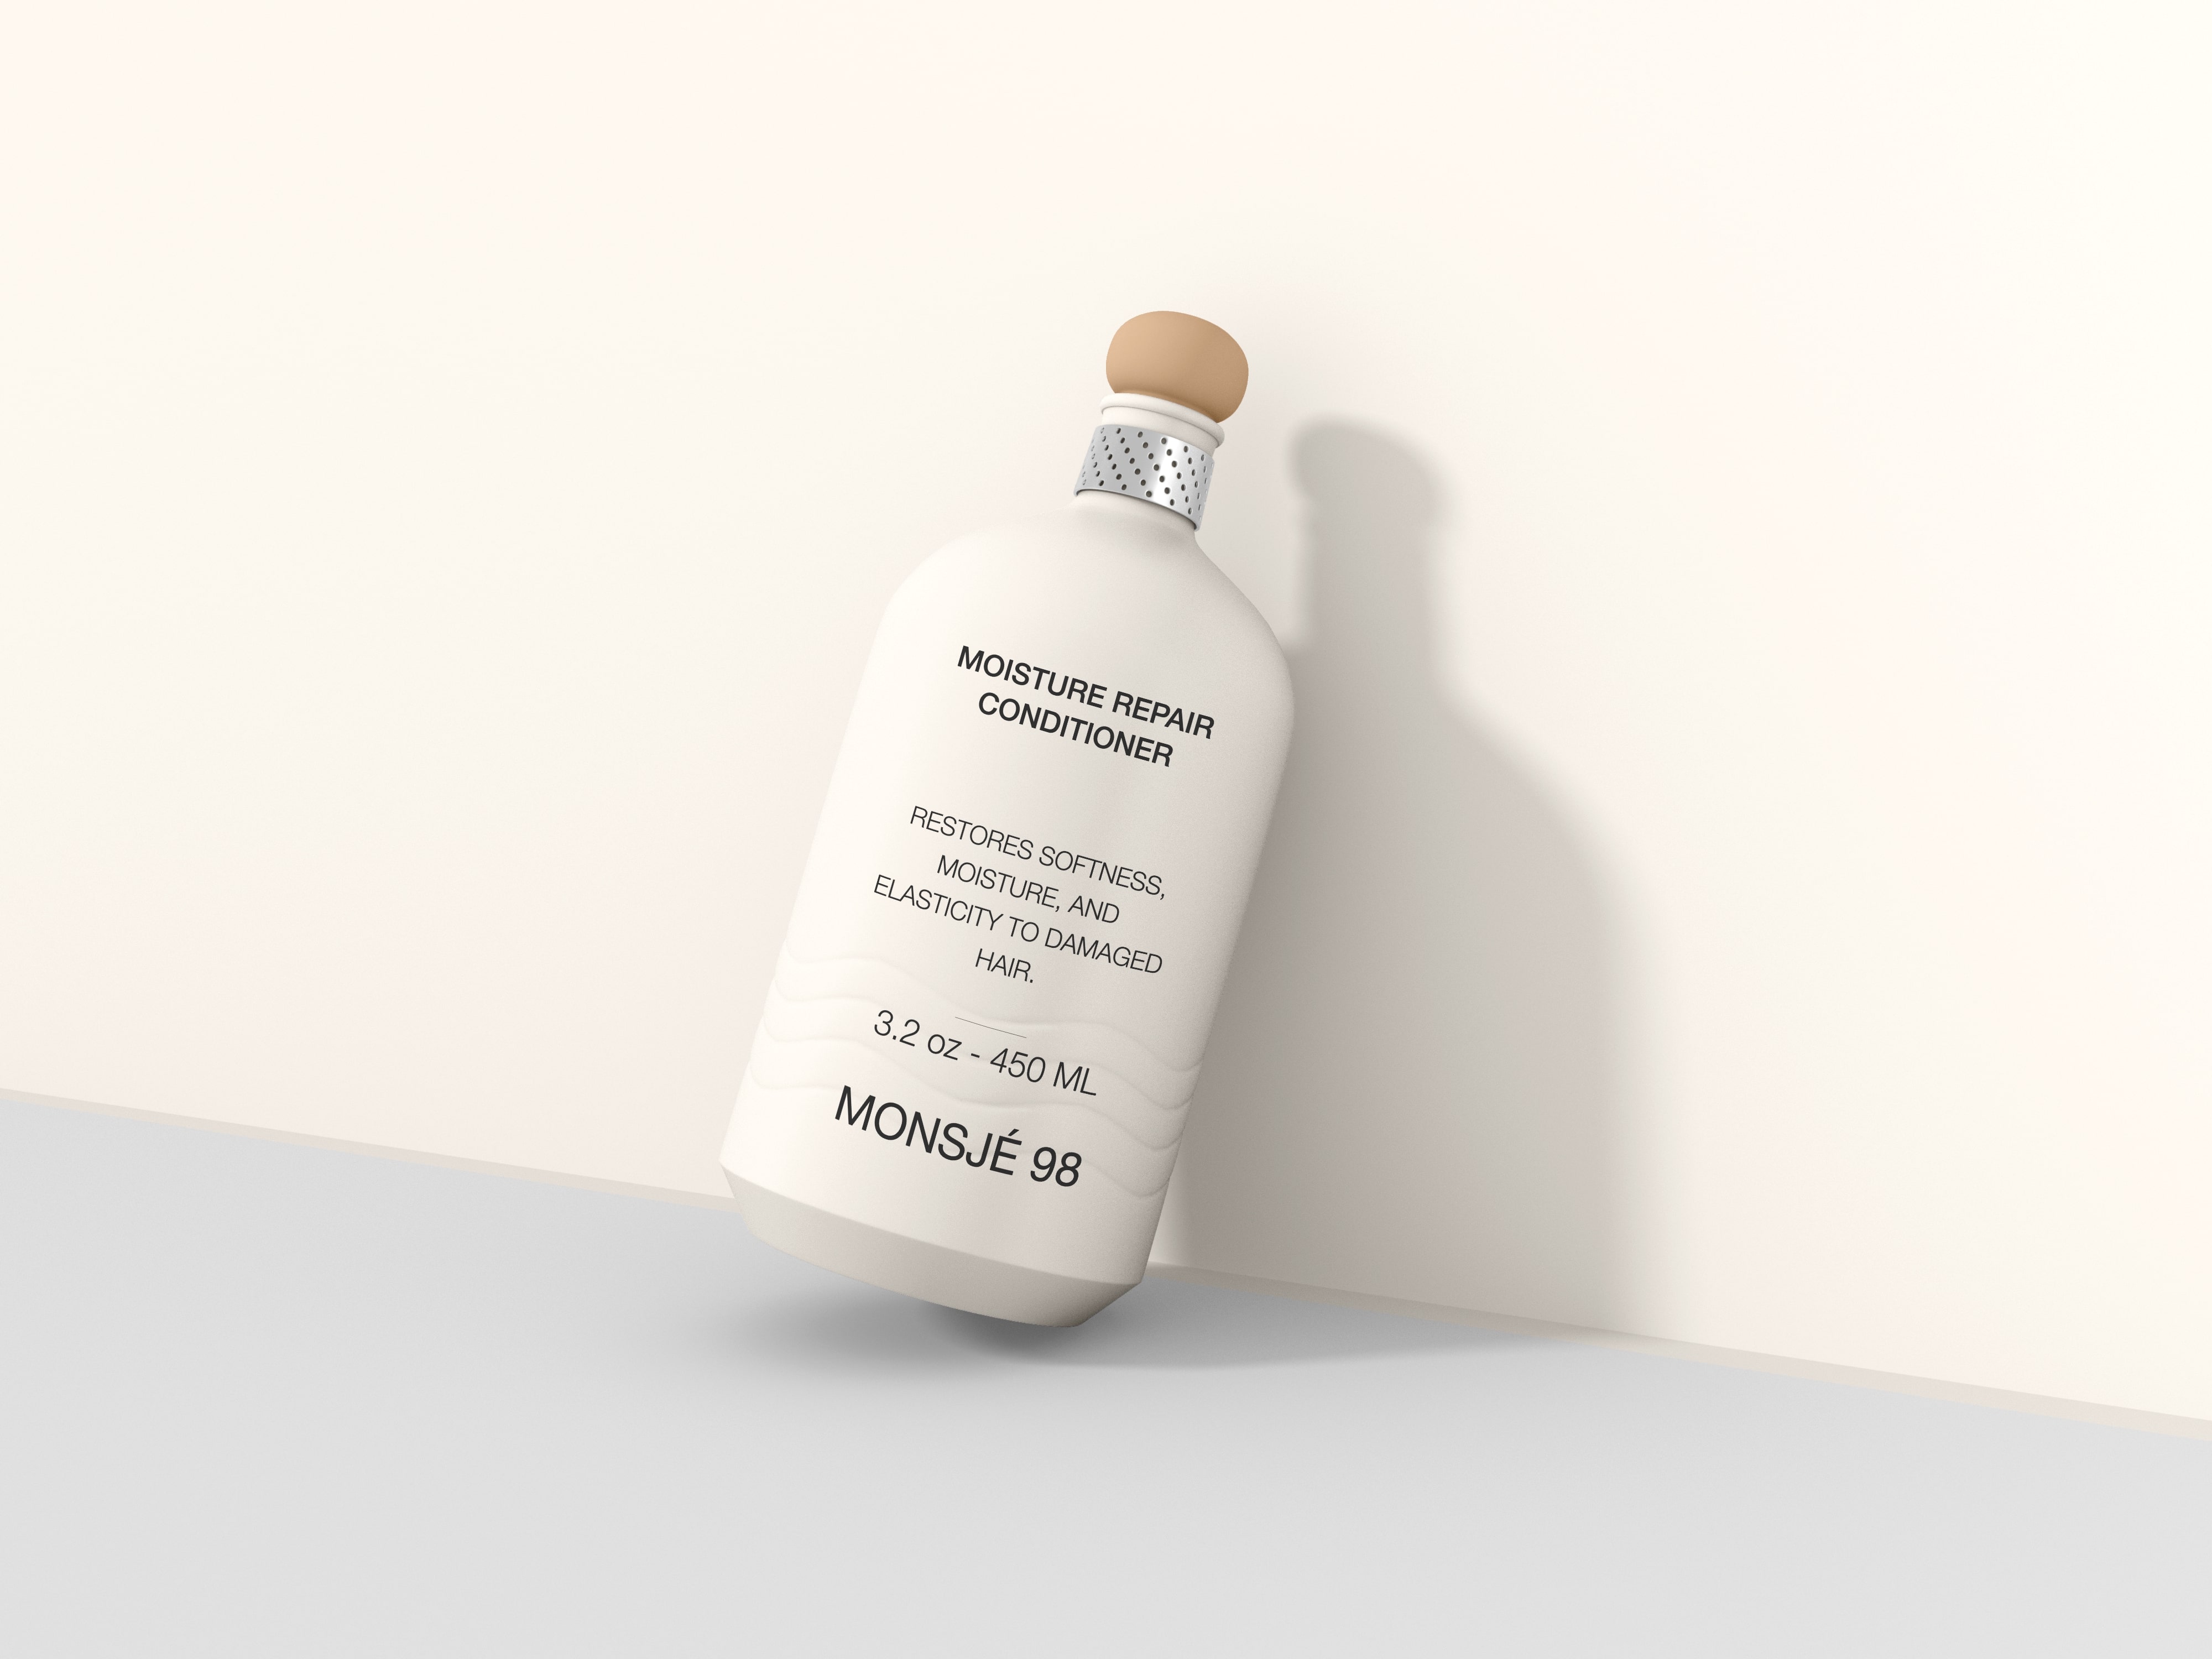 MOISTURE REPAIR
CONDITIONER
RESTORES SOFTNESS,
MOISTURE, AND
ELASTICITY TO DAMAGED
HAIR.
3.2 oz - 450 ML
MONSJÉ 98